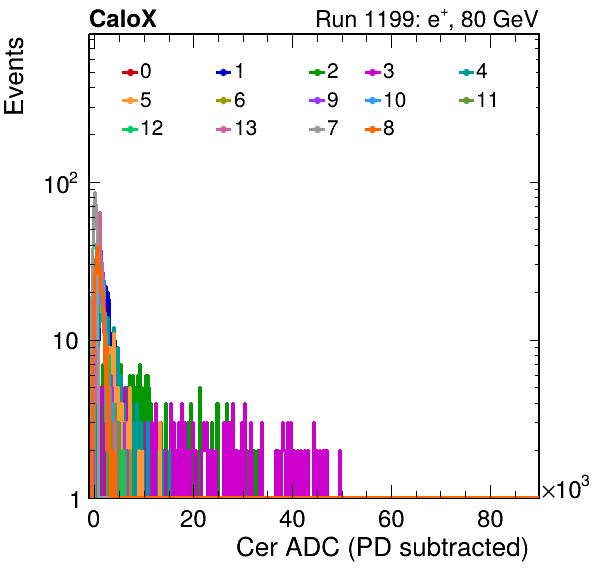 CaloX Run 1199: e⁺, 80 GeV
Events
0 1 2 3 4
5 6 9 10 11
12 13 7 8
10²
10
1
0 20 40 60 80 ×10³
Cer ADC (PD subtracted)